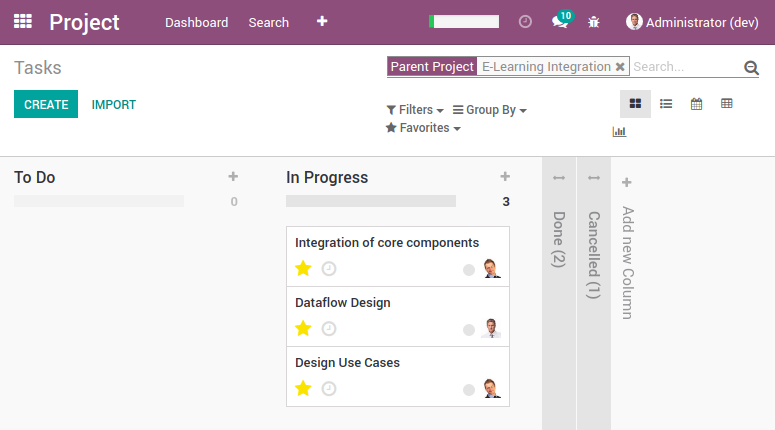 Project Dashboard Search 10 Administrator (dev)
Tasks
Parent Project E-Learning Integration Search...
CREATE IMPORT
Filters Group By
Favorites
To Do
0
In Progress
3
Integration of core components
Dataflow Design
Design Use Cases
Done (2)
Cancelled (1)
Add new Column